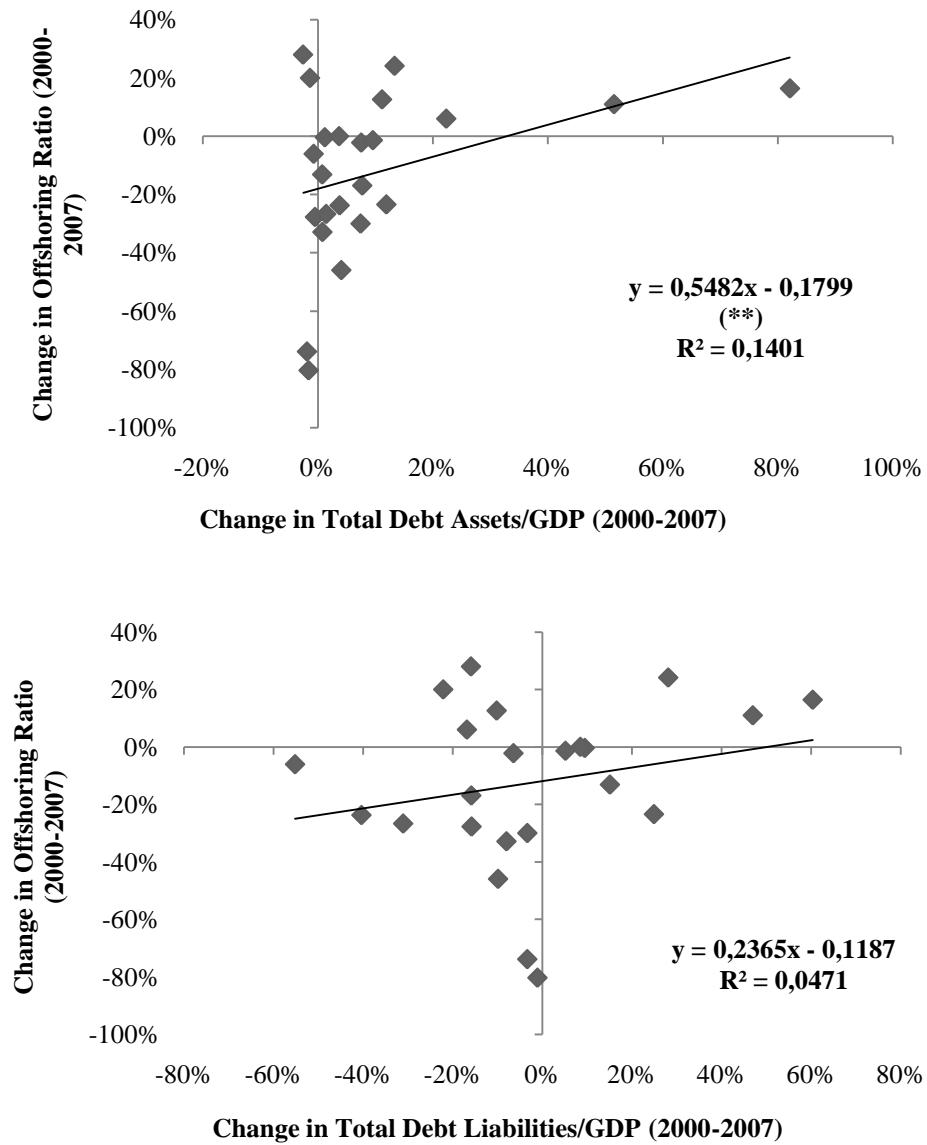 40%
20%
0%
-20%
-40%
-60%
-80%
-100%
Change in Offshoring Ratio (2000-
2007)
y = 0,5482x - 0,1799
(**)
R² = 0,1401
-20% 0% 20% 40% 60% 80% 100%
Change in Total Debt Assets/GDP (2000-2007)
40%
20%
0%
-20%
-40%
-60%
-80%
-100%
Change in Offshoring Ratio
(2000-2007)
y = 0,2365x - 0,1187
R² = 0,0471
-80% -60% -40% -20% 0% 20% 40% 60% 80%
Change in Total Debt Liabilities/GDP (2000-2007)